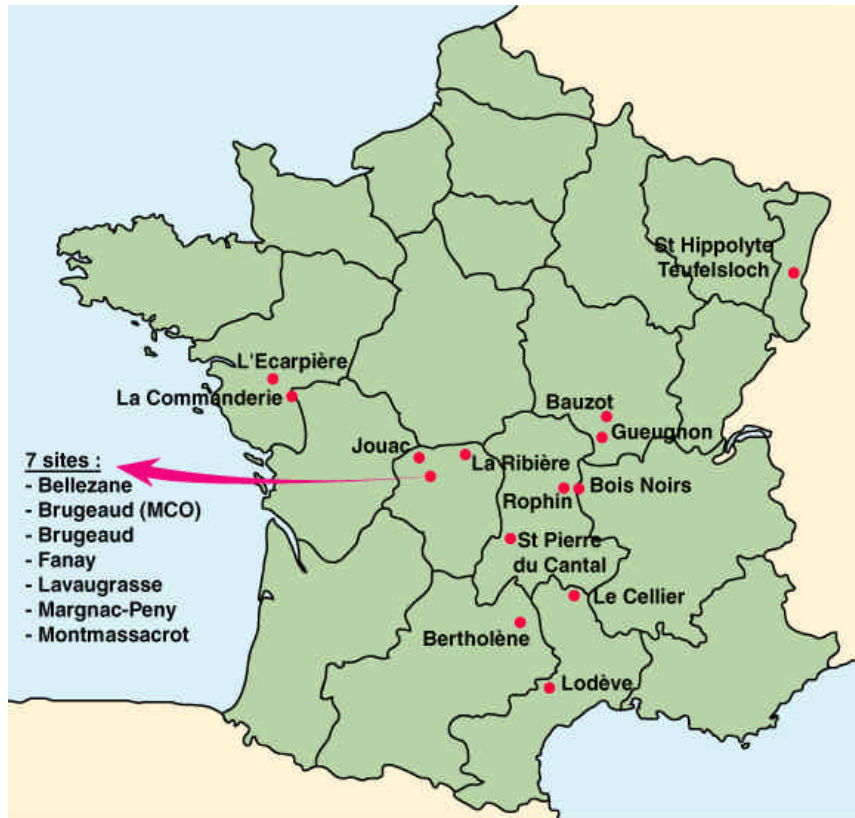 St Hippolyte
Teufelsloch
L'Ecarpière
La Commanderie
Bauzot
Gueugnon
Jouac
La Ribière
7 sites :
- Bellezane
- Brugeaud (MCO)
- Brugeaud
- Fanay
- Lavaugrasse
- Margnac-Peny
- Montmassacrot
Rophin
Bois Noirs
St Pierre
du Cantal
Le Cellier
Bertholène
Lodève